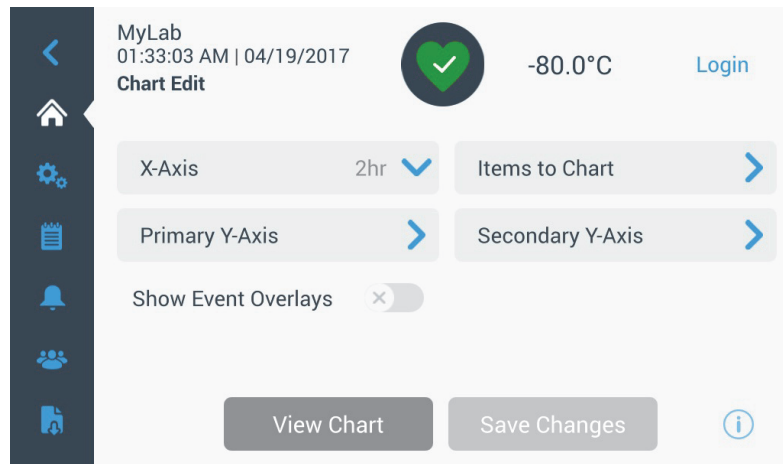 MyLab
01:33:03 AM | 04/19/2017
Chart Edit
-80.0°C
Login
X-Axis 2hr
Items to Chart
Primary Y-Axis
Secondary Y-Axis
Show Event Overlays
View Chart
Save Changes